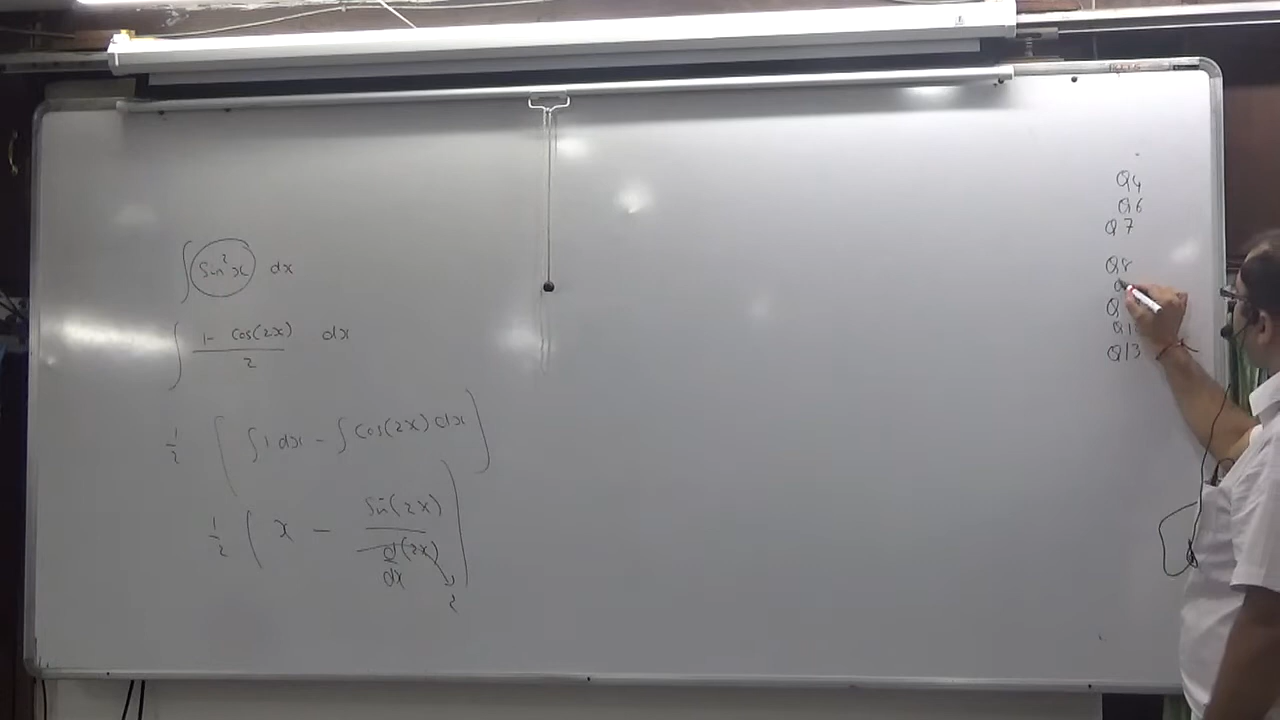 ∫ sin²x dx
∫ 1 - cos(2x) / 2 dx
1/2 [ ∫ 1 dx - ∫ cos(2x) dx ]
1/2 ( x - sin(2x) / d/dx (2x) ) 2
Q4
Q6
Q7
Q8
Q13